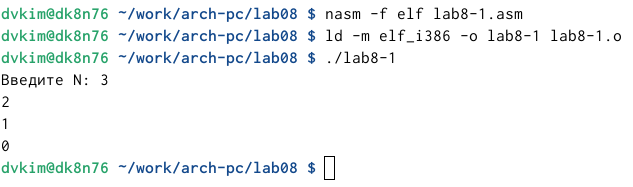 dvkim@dk8n76 ~/work/arch-pc/lab08 $ nasm -f elf lab8-1.asm
dvkim@dk8n76 ~/work/arch-pc/lab08 $ ld -m elf_i386 -o lab8-1 lab8-1.o
dvkim@dk8n76 ~/work/arch-pc/lab08 $ ./lab8-1
Введите N: 3
2
1
0
dvkim@dk8n76 ~/work/arch-pc/lab08 $